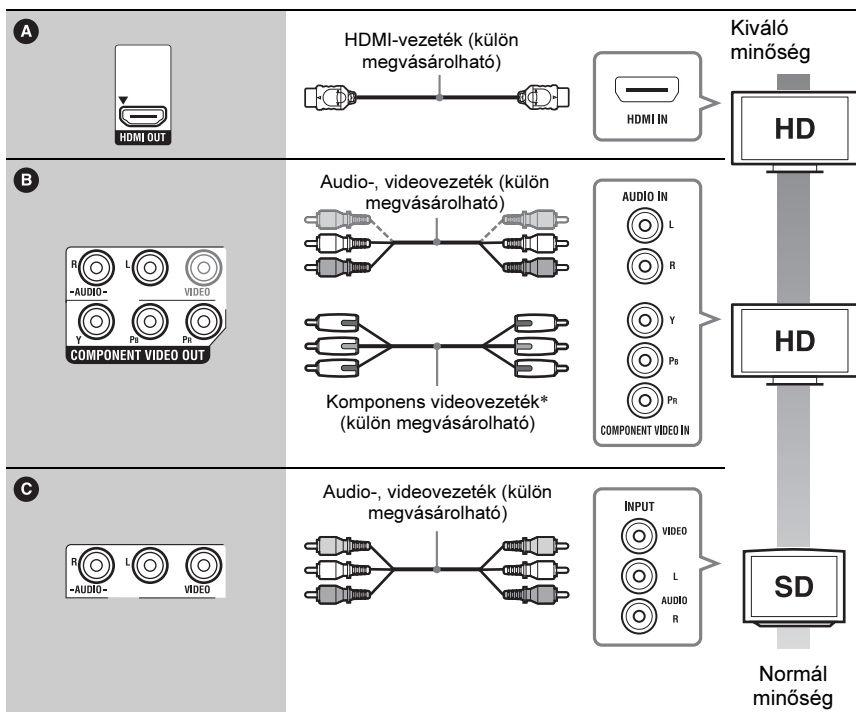 A
HDMI OUT
HDMI-vezeték (külön
megvásárolható)
HDMI IN
Kiváló
minőség
HD
B
R
L
-AUDIO-
VIDEO
Y
PB
PR
COMPONENT VIDEO OUT
Audio-, videovezeték (külön
megvásárolható)
Komponens videovezeték*
(külön megvásárolható)
AUDIO IN
L
R
Y
PB
PR
COMPONENT VIDEO IN
HD
C
R
L
-AUDIO-
VIDEO
Audio-, videovezeték (külön
megvásárolható)
INPUT
VIDEO
L
AUDIO
R
SD
Normál
minőség